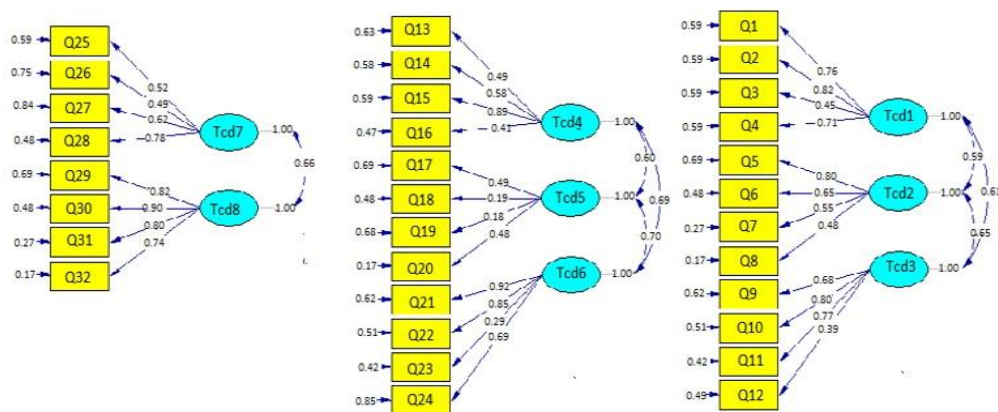 0.59 Q25
0.75 Q26
0.84 Q27
0.48 Q28
0.69 Q29
0.48 Q30
0.27 Q31
0.17 Q32
0.52
0.49
0.62
0.78
0.82
0.90
0.80
0.74
Tcd7 1.00
Tcd8 1.00
0.66
0.63 Q13
0.58 Q14
0.59 Q15
0.47 Q16
0.69 Q17
0.48 Q18
0.68 Q19
0.17 Q20
0.62 Q21
0.51 Q22
0.42 Q23
0.85 Q24
0.49
0.58
0.89
0.41
0.49
0.19
0.18
0.48
0.92
0.85
0.29
0.69
Tcd4 1.00
Tcd5 1.00
Tcd6 1.00
0.60
0.69
0.70
0.59 Q1
0.59 Q2
0.59 Q3
0.59 Q4
0.69 Q5
0.48 Q6
0.27 Q7
0.17 Q8
0.62 Q9
0.51 Q10
0.42 Q11
0.49 Q12
0.76
0.82
0.45
0.71
0.80
0.65
0.55
0.48
0.68
0.80
0.77
0.39
Tcd1 1.00
Tcd2 1.00
Tcd3 1.00
0.59
0.65